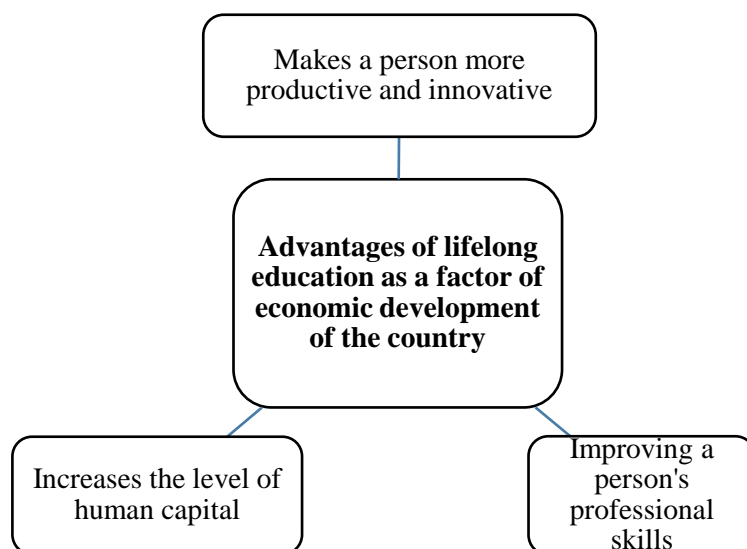 Makes a person more
productive and innovative
Advantages of lifelong
education as a factor of
economic development
of the country
Increases the level of
human capital
Improving a
person's
professional
skills